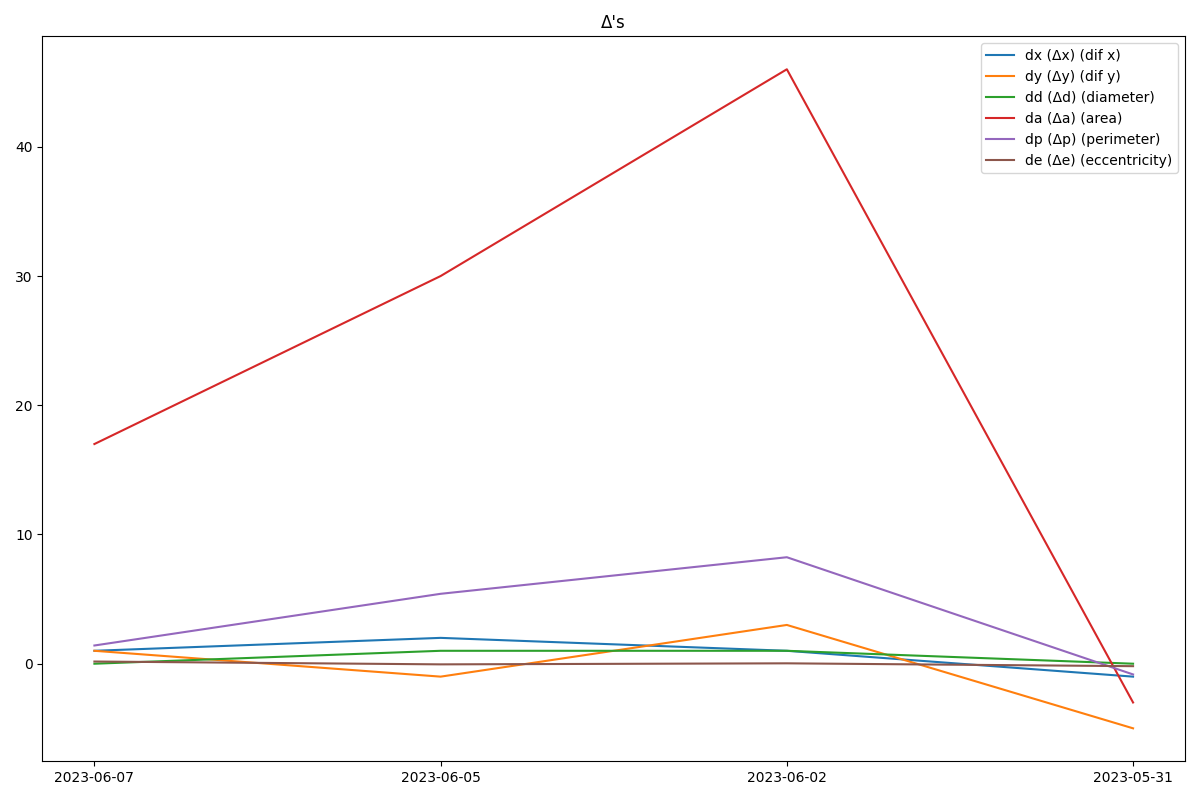 Δ's
dx (Δx) (dif x)
dy (Δy) (dif y)
dd (Δd) (diameter)
da (Δa) (area)
dp (Δp) (perimeter)
de (Δe) (eccentricity)
40
30
20
10
0
2023-06-07 2023-06-05 2023-06-02 2023-05-31